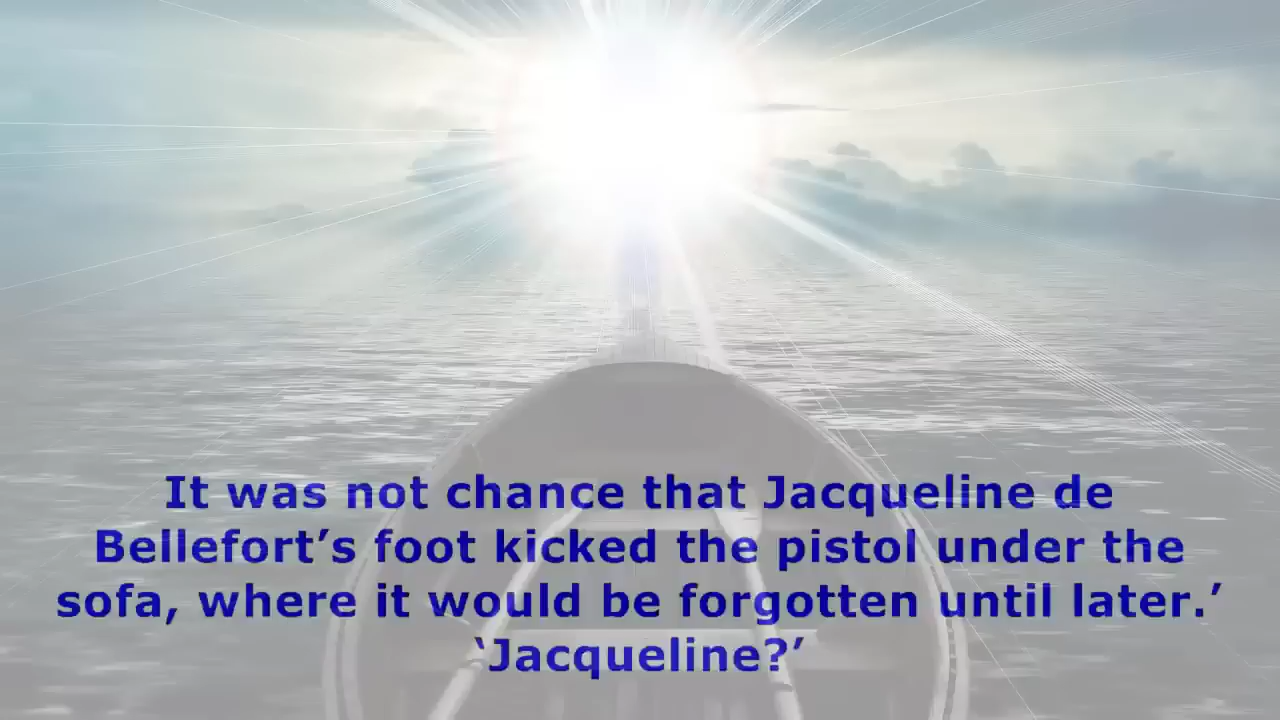 It was not chance that Jacqueline de
Bellefort’s foot kicked the pistol under the
sofa, where it would be forgotten until later.’
‘Jacqueline?’